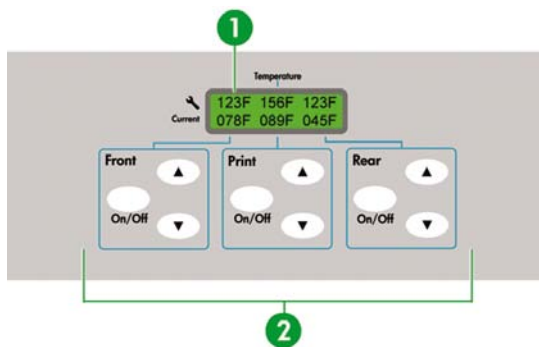 1
Temperature
123F 156F 123F
Current 078F 089F 045F
Front ▲ Print ▲ Rear ▲
On/Off ▼ On/Off ▼ On/Off ▼
2